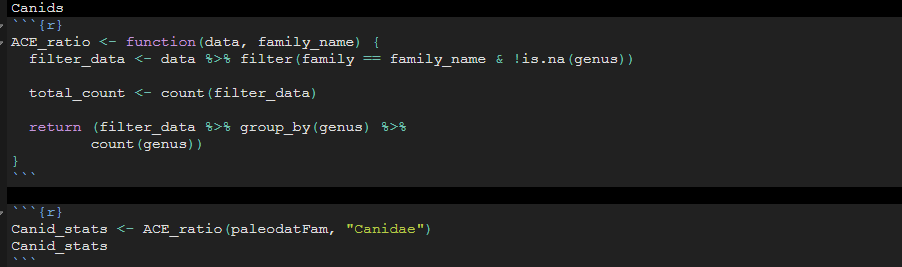 Canids
```{r}
ACE_ratio <- function(data, family_name) {
  filter_data <- data %>% filter(family == family_name & !is.na(genus))

  total_count <- count(filter_data)

  return (filter_data %>% group_by(genus) %>%
          count(genus))
}
```

```{r}
Canid_stats <- ACE_ratio(paleodatFam, "Canidae")
Canid_stats
```